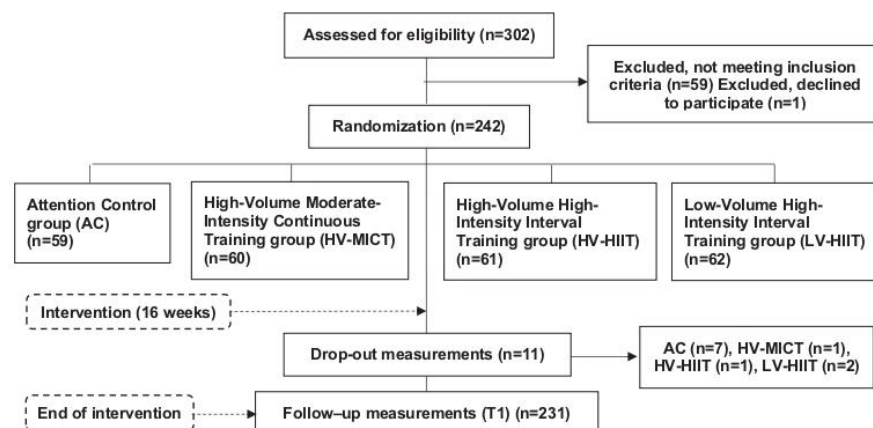 Assessed for eligibility (n=302)
Excluded, not meeting inclusion
criteria (n=59) Excluded, declined
to participate (n=1)
Randomization (n=242)
Attention Control
group (AC)
(n=59)
High-Volume Moderate-
Intensity Continuous
Training group (HV-MICT)
(n=60)
High-Volume High-
Intensity Interval
Training group (HV-HIIT)
(n=61)
Low-Volume High-
Intensity Interval
Training group (LV-HIIT)
(n=62)
Intervention (16 weeks)
Drop-out measurements (n=11)
AC (n=7), HV-MICT (n=1),
HV-HIIT (n=1), LV-HIIT (n=2)
End of intervention
Follow–up measurements (T1) (n=231)